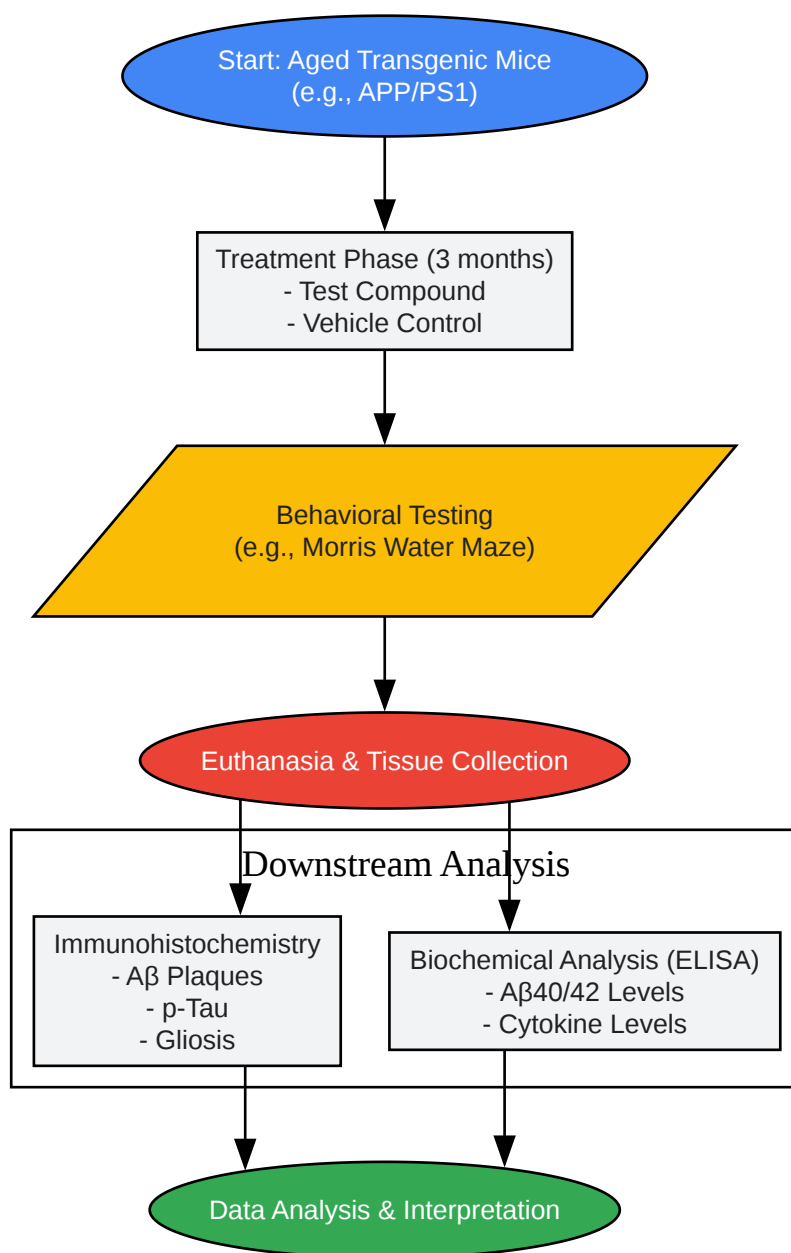 Start: Aged Transgenic Mice
(e.g., APP/PS1)
Treatment Phase (3 months)
- Test Compound
- Vehicle Control
Behavioral Testing
(e.g., Morris Water Maze)
Euthanasia & Tissue Collection
Downstream Analysis
Immunohistochemistry
- Aβ Plaques
- p-Tau
- Gliosis
Biochemical Analysis (ELISA)
- Aβ40/42 Levels
- Cytokine Levels
Data Analysis & Interpretation